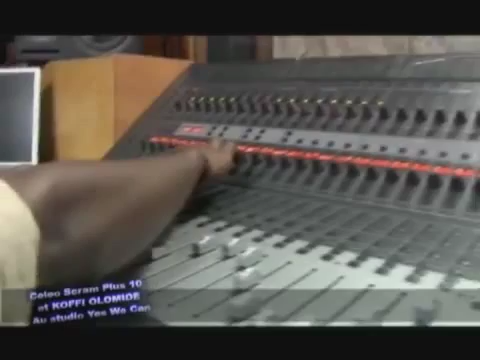 Celeo Scram Plus 10
et KOFFI OLOMIDE
Au studio Yes We Can